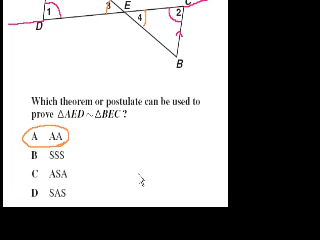 3 E
1 4 2 C
D
B
Which theorem or postulate can be used to
prove △AED ~ △BEC ?
A AA
B SSS
C ASA
D SAS